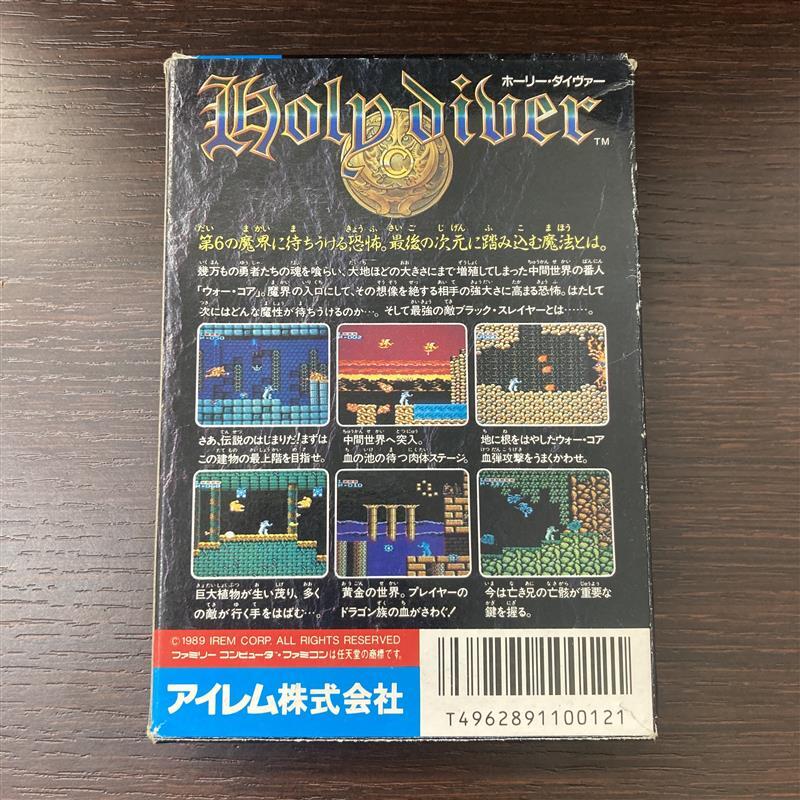 ホーリー・ダイヴァー
Holy diver
TM
第6の魔界に待ちうける恐怖。最後の次元に踏み込む魔法とは。
幾万もの勇者たちの魂を喰らい、大地ほどの大きさにまで増殖してしまった中間世界の番人
「ウォー・コア」。魔界の入口にして、その想像を絶する相手の強大さに高まる恐怖。はたして
次にはどんな魔性が待ちうけるのか…。そして最強の敵ブラック・スレイヤーとは……。
さあ、伝説のはじまりだ!まずは
この建物の最上階を目指せ。
中間世界へ突入。
血の池の待つ肉体ステージ。
地に根をはやしたウォー・コア
血弾攻撃をうまくかわせ。
巨大植物が生い茂り、多く
の敵が行く手をはばむ…。
黄金の世界。プレイヤーの
ドラゴン族の血がさわぐ!
今は亡き兄の亡骸が重要な
鍵を握る。
©1989 IREM CORP. ALL RIGHTS RESERVED
ファミリーコンピュータ・ファミコンは任天堂の商標です。
アイレム株式会社
T4962891100121